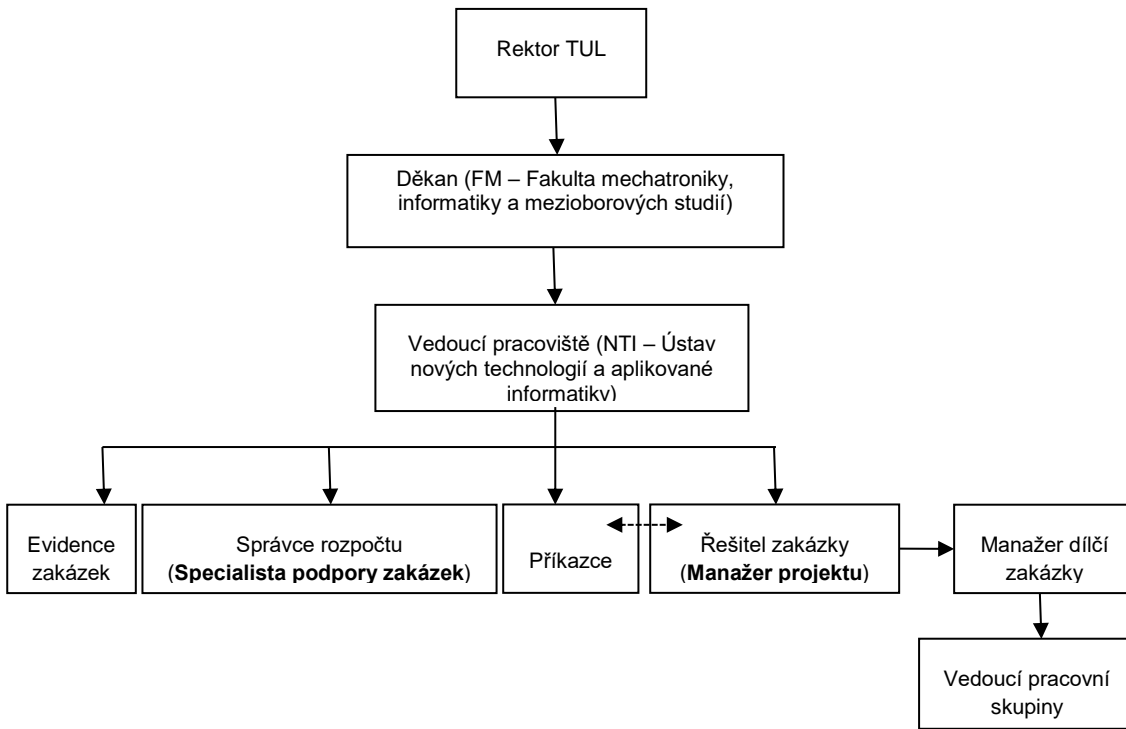 Rektor TUL
Děkan (FM – Fakulta mechatroniky,
informatiky a mezioborových studií)
Vedoucí pracoviště (NTI – Ústav
nových technologií a aplikované
informatiky)
Evidence
zakázek
Správce rozpočtu
(Specialista podpory zakázek)
Příkazce
Řešitel zakázky
(Manažer projektu)
Manažer dílčí
zakázky
Vedoucí pracovní
skupiny